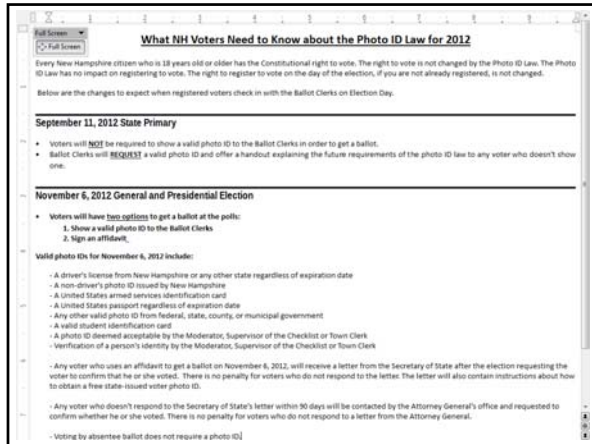 Full Screen
Full Screen
What NH Voters Need to Know about the Photo ID Law for 2012
Every New Hampshire citizen who is 18 years old or older has the Constitutional right to vote. The right to vote is not changed by the Photo ID Law. The Photo
ID Law has no impact on registering to vote. The right to register to vote on the day of the election, if you are not already registered, is not changed.
Below are the changes to expect when registered voters check in with the Ballot Clerks on Election Day.
September 11, 2012 State Primary
• Voters will NOT be required to show a valid photo ID to the Ballot Clerks in order to get a ballot.
• Ballot Clerks will REQUEST a valid photo ID and offer a handout explaining the future requirements of the photo ID law to any voter who doesn't show
one.
November 6, 2012 General and Presidential Election
• Voters will have two options to get a ballot at the polls:
1. Show a valid photo ID to the Ballot Clerks
2. Sign an affidavit
Valid photo IDs for November 6, 2012 include:
- A driver's license from New Hampshire or any other state regardless of expiration date
- A non-driver's photo ID issued by New Hampshire
- A United States armed services identification card
- A United States passport regardless of expiration date
- Any other valid photo ID from federal, state, county, or municipal government
- A valid student identification card
- A photo ID deemed acceptable by the Moderator, Supervisor of the Checklist or Town Clerk
- Verification of a person's identity by the Moderator, Supervisor of the Checklist or Town Clerk
- Any voter who uses an affidavit to get a ballot on November 6, 2012, will receive a letter from the Secretary of State after the election requesting the
voter to confirm that he or she voted. There is no penalty for voters who do not respond to the letter. The letter will also contain instructions about how
to obtain a free state-issued voter photo ID.
- Any voter who doesn't respond to the Secretary of State's letter within 90 days will be contacted by the Attorney General's office and requested to
confirm whether he or she voted. There is no penalty for voters who do not respond to a letter from the Attorney General.
- Voting by absentee ballot does not require a photo ID.